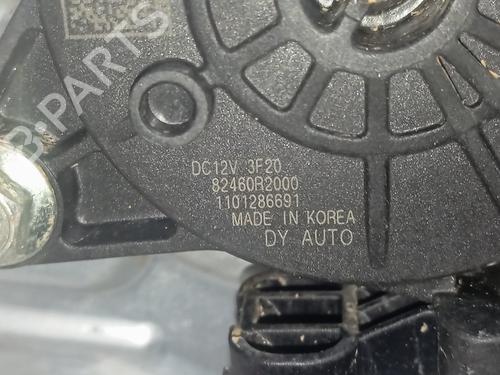 B-PARTS
DC12V 3F20
82460R2000
1101286691
MADE IN KOREA
DY AUTO